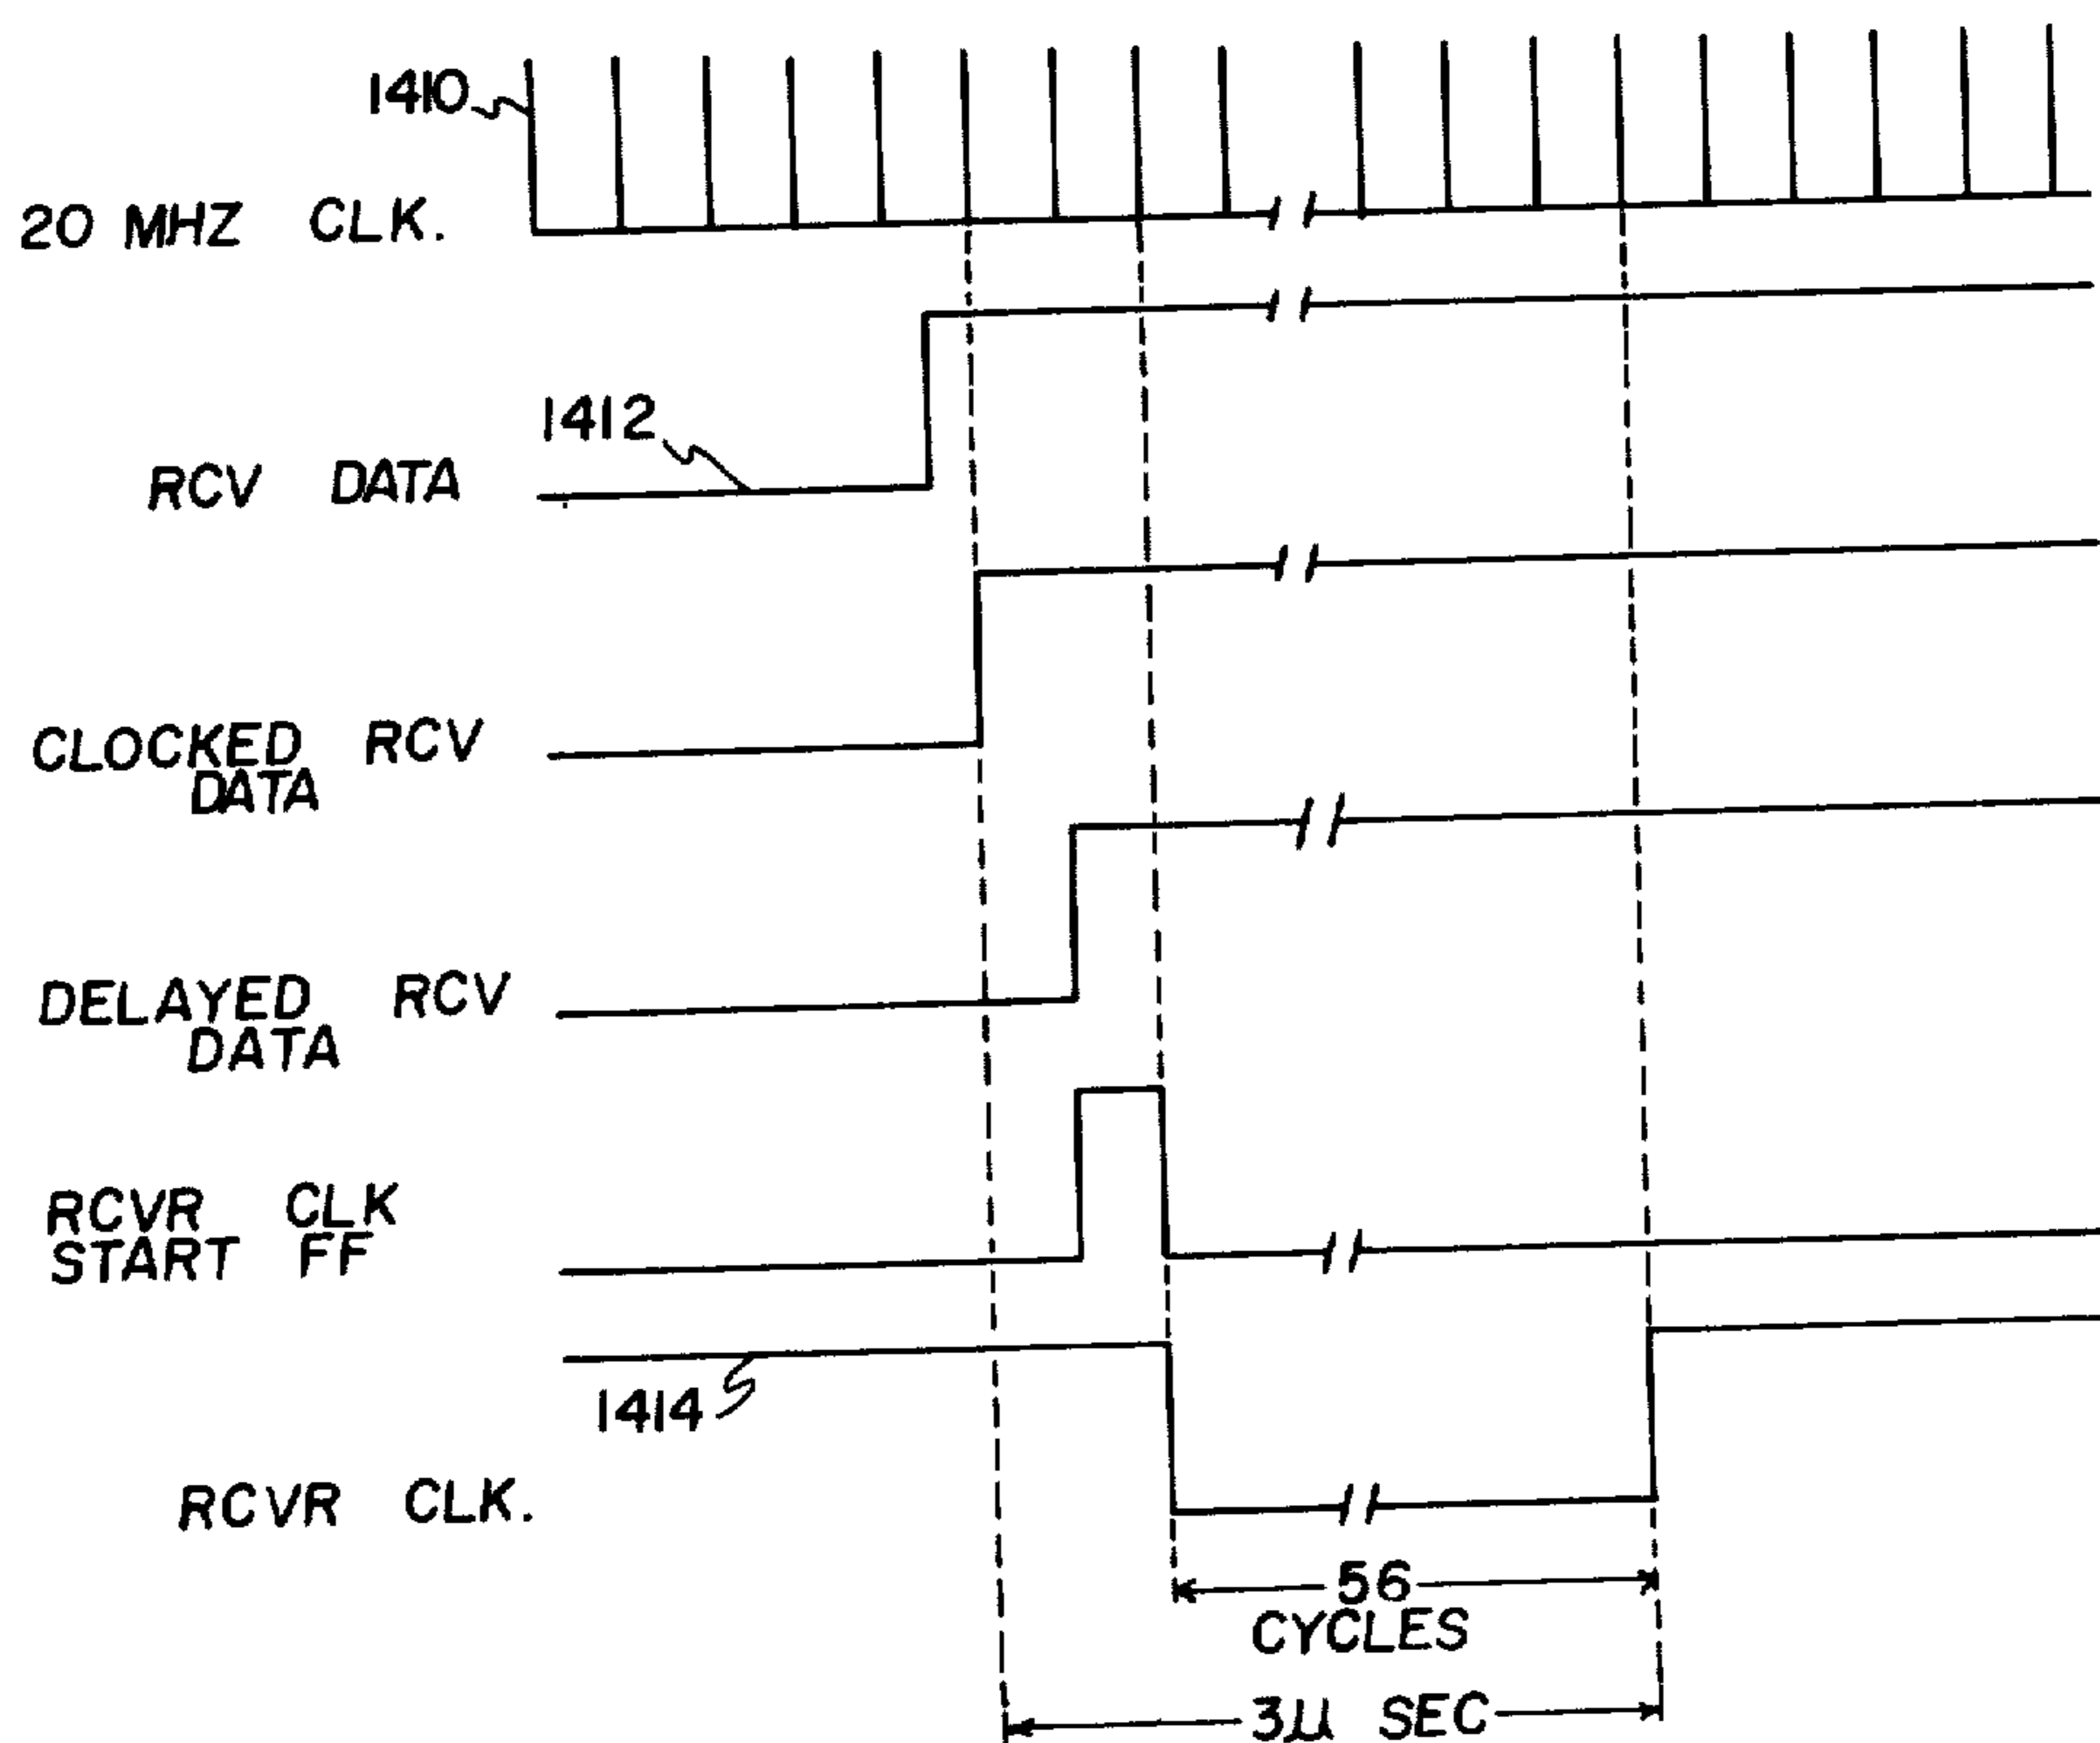 1410
20 MHZ CLK.
1412
RCV DATA
CLOCKED RCV
DATA
DELAYED RCV
DATA
RCVR CLK
START FF
1414
RCVR CLK.
56
CYCLES
3µ SEC